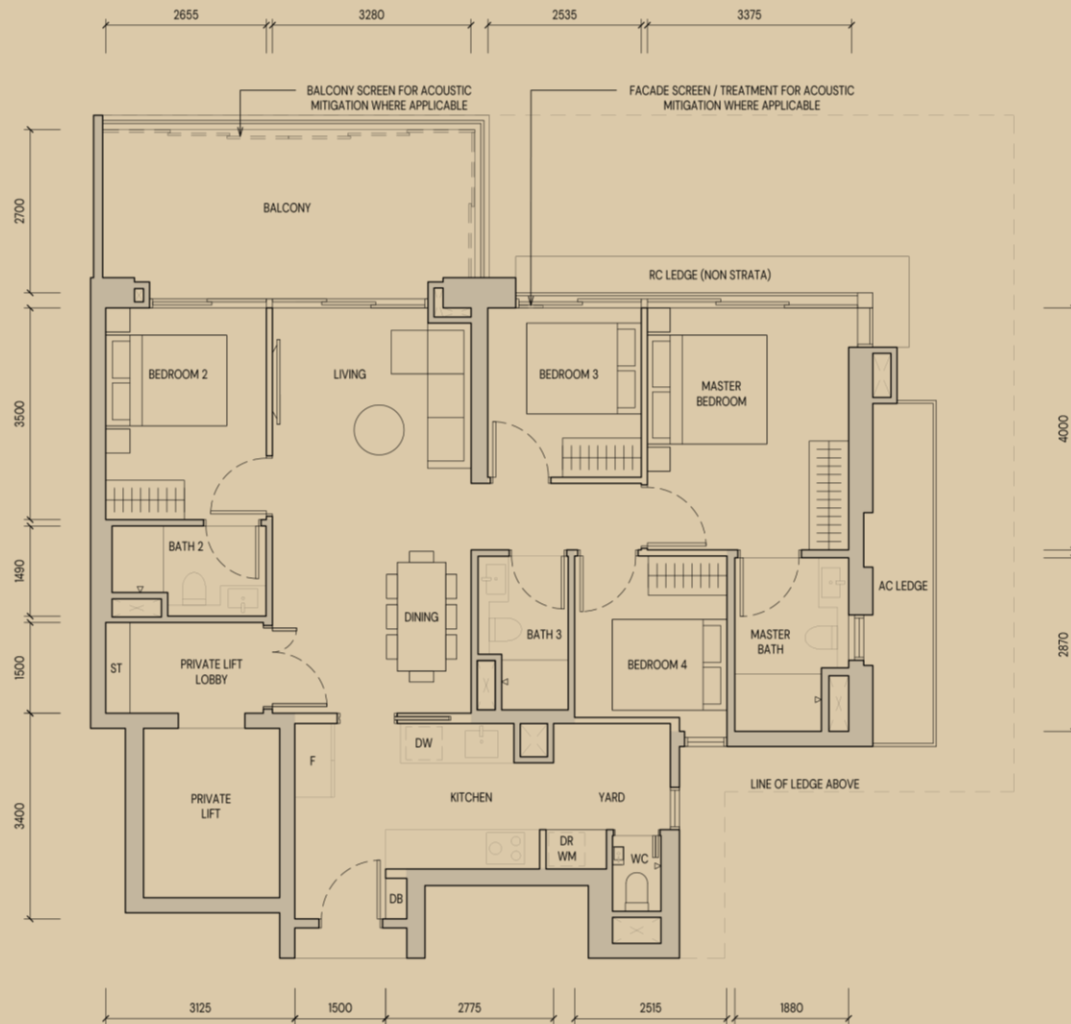 2655
3280
2535
3375
BALCONY SCREEN FOR ACOUSTIC
MITIGATION WHERE APPLICABLE
FACADE SCREEN / TREATMENT FOR ACOUSTIC
MITIGATION WHERE APPLICABLE
2700
BALCONY
RC LEDGE (NON STRATA)
3500
BEDROOM 2
LIVING
BEDROOM 3
MASTER
BEDROOM
4000
1490
BATH 2
AC LEDGE
DINING
BATH 3
MASTER
BATH
2870
1500
ST
PRIVATE LIFT
LOBBY
BEDROOM 4
DW
F
LINE OF LEDGE ABOVE
3400
PRIVATE
LIFT
KITCHEN
YARD
DR
WM
WC
DB
3125
1500
2775
2515
1880